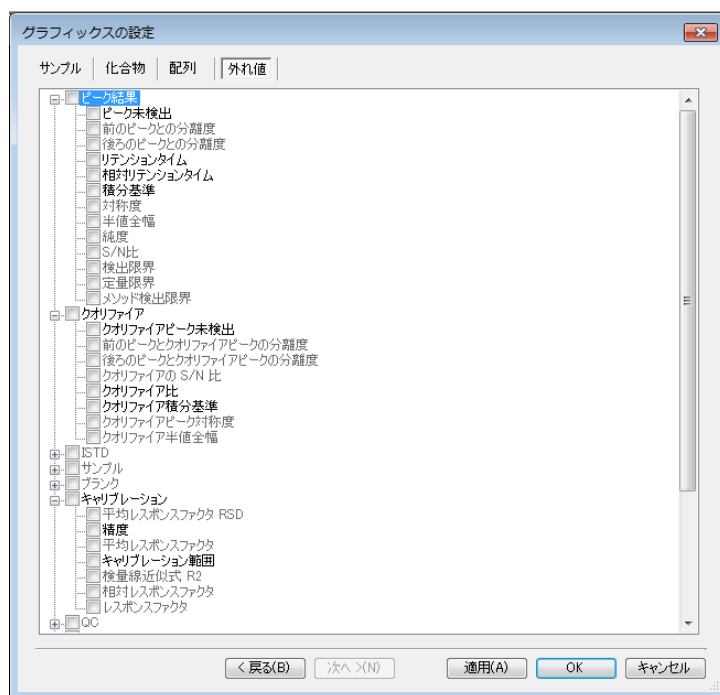 グラフィックスの設定
サンプル 化合物 配列 外れ値
ピーク結果
ピーク未検出
前のピークとの分離度
後ろのピークとの分離度
リテンションタイム
相対リテンションタイム
積分基準
対称度
半値全幅
純度
S/N比
検出限界
定量限界
メソッド検出限界
クオリファイア
クオリファイアピーク未検出
前のピークとクオリファイアピークの分離度
後ろのピークとクオリファイアピークの分離度
クオリファイアの S/N 比
クオリファイア比
クオリファイア積分基準
クオリファイアピーク対称度
クオリファイア半値全幅
ISTD
サンプル
ブランク
キャリブレーション
平均レスポンスファクタ RSD
精度
平均レスポンスファクタ
キャリブレーション範囲
検量線近似式 R2
相対レスポンスファクタ
レスポンスファクタ
QC
< 戻る(B) 次へ >(N) 適用(A) OK キャンセル